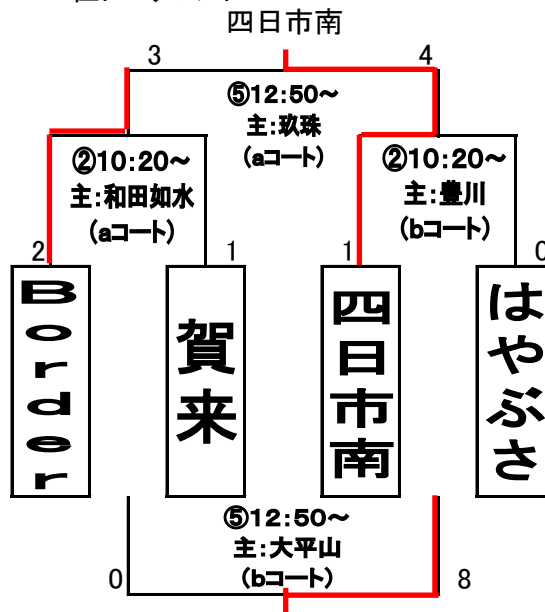 四日市南
3
4
⑤12:50~
主:玖珠
(aコート)
②10:20~
主:和田如水
(aコート)
②10:20~
主:豊川
(bコート)
2
1
1
0
Border
賀来
四日市南
はやぶさ
⑤12:50~
主:大平山
(bコート)
0
8